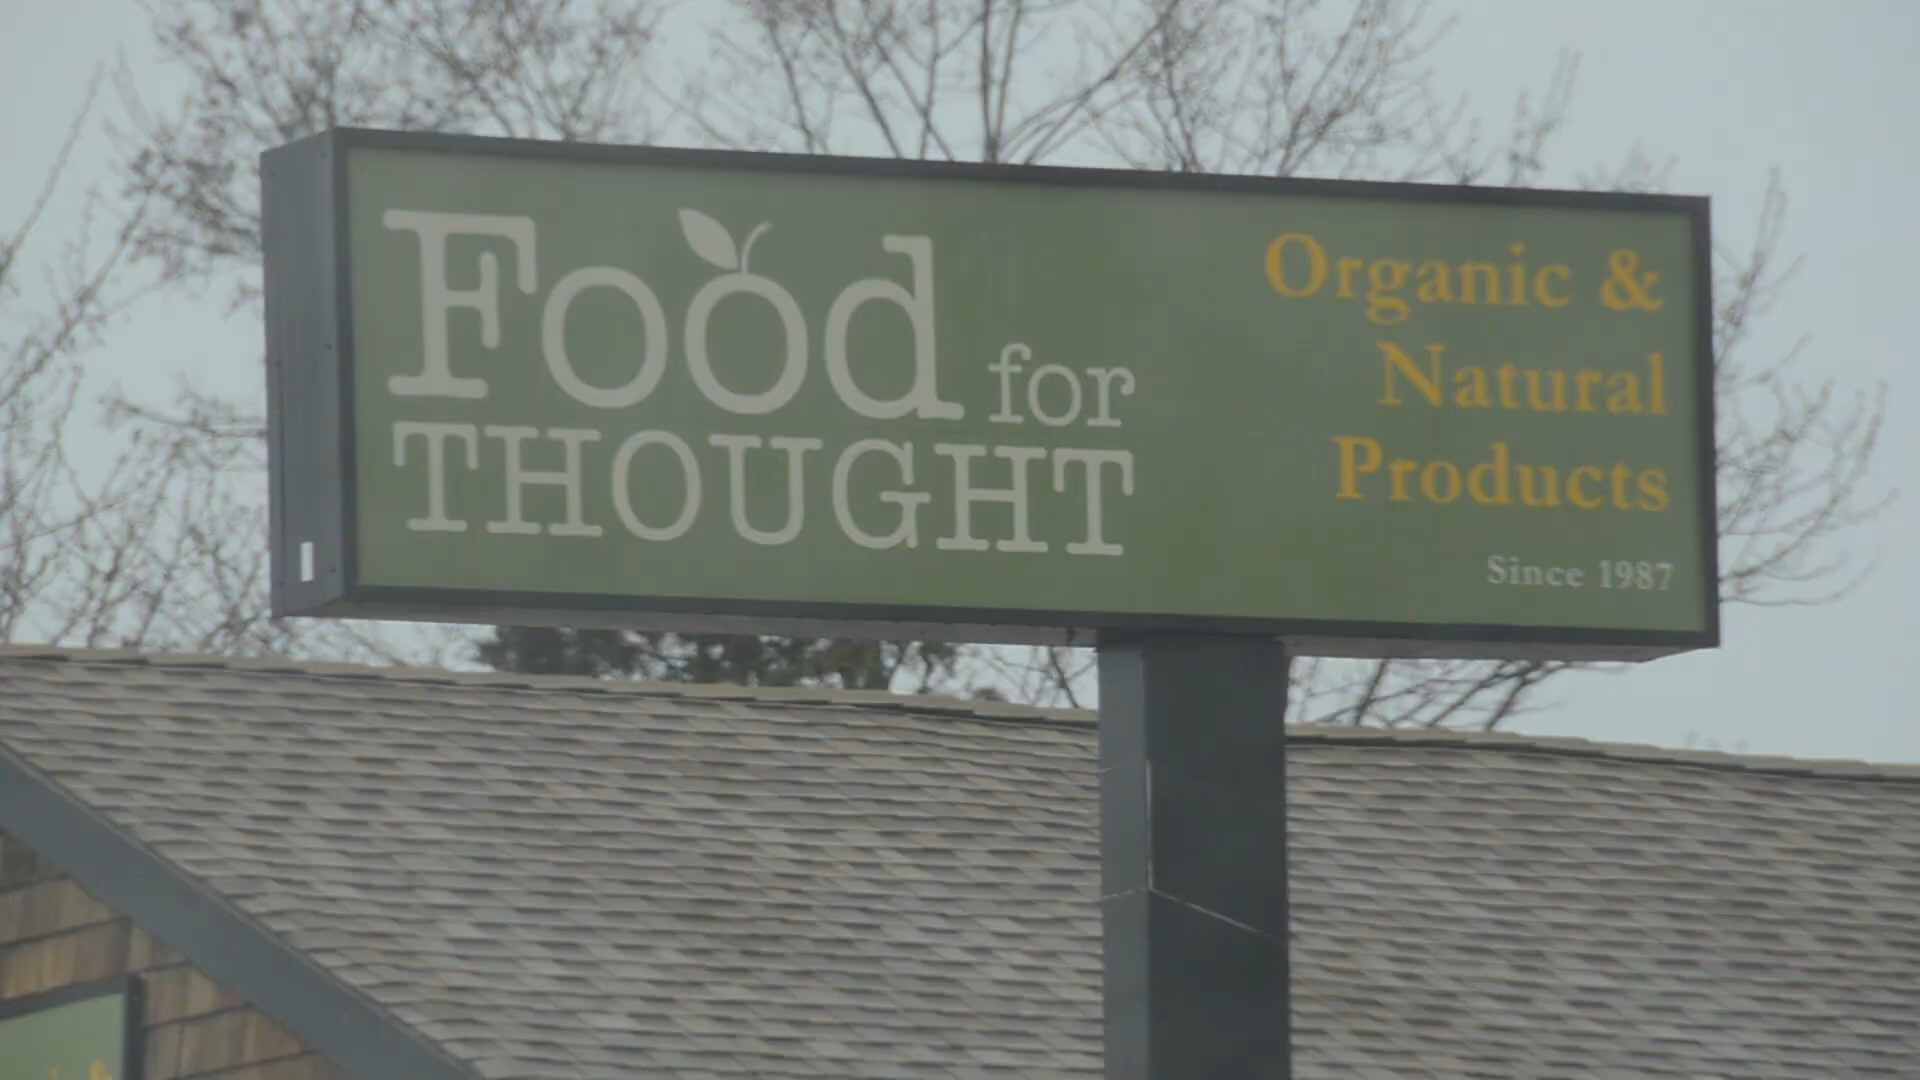 Food for
THOUGHT
Organic &
Natural
Products
Since 1987